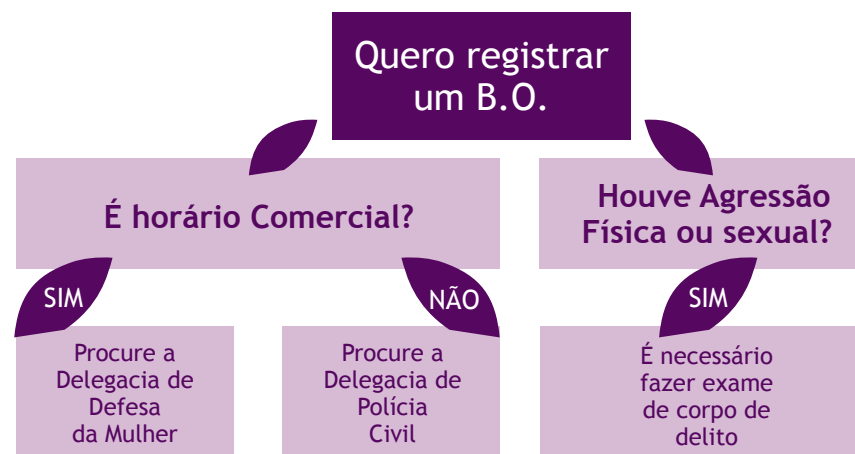 Quero registrar
um B.O.
É horário Comercial?
Houve Agressão
Física ou sexual?
SIM
NÃO
SIM
Procure a
Delegacia de
Defesa
da Mulher
Procure a
Delegacia de
Polícia
Civil
É necessário
fazer exame
de corpo de
delito